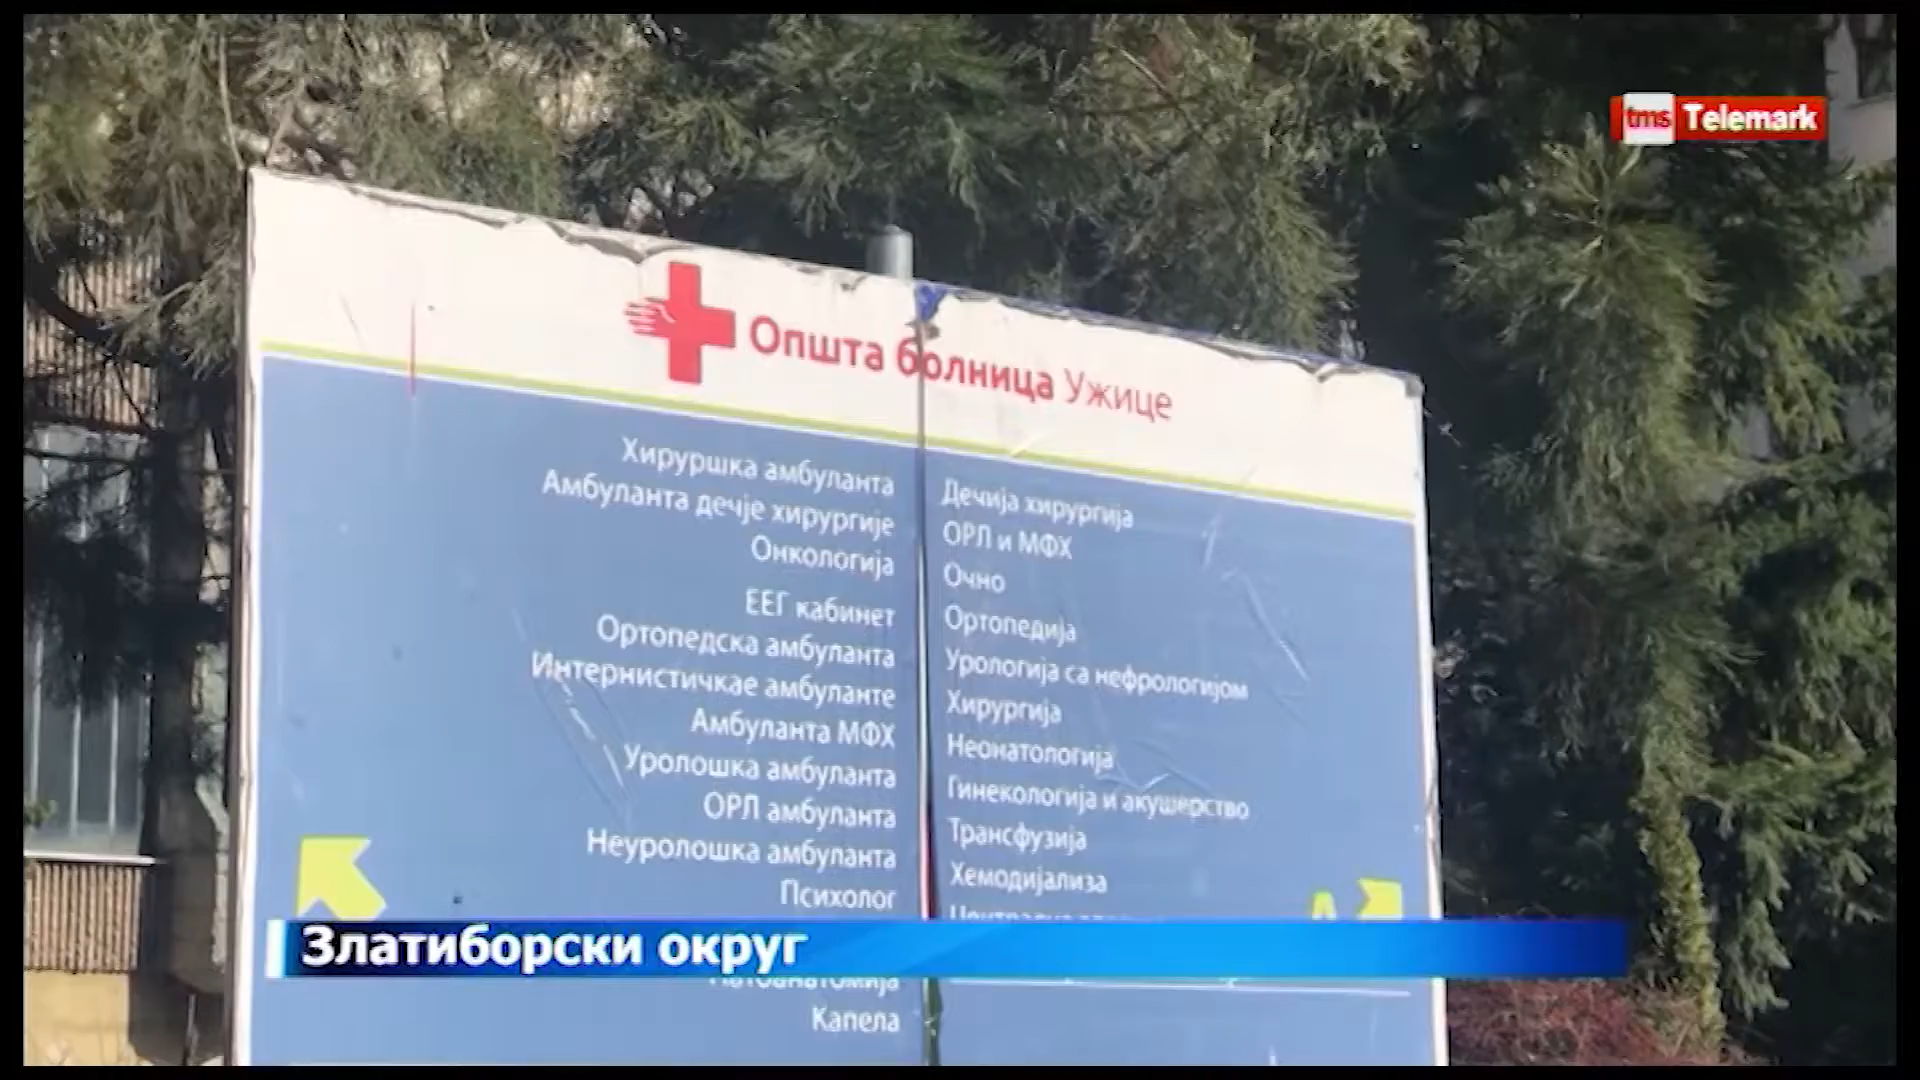 tms Telemark
Општа болница Ужице
Хируршка амбуланта
Амбуланта дечје хирургије
Онкологија
ЕЕГ кабинет
Ортопедска амбуланта
Интернистичкае амбуланте
Амбуланта МФХ
Уролошка амбуланта
ОРЛ амбуланта
Неуролошка амбуланта
Психолог
Патоанатомија
Капела
Дечија хирургија
ОРЛ и МФХ
Очно
Ортопедија
Урологија са нефрологијом
Хирургија
Неонатологија
Гинекологија и акушерство
Трансфузија
Хемодијализа
Златиборски округ